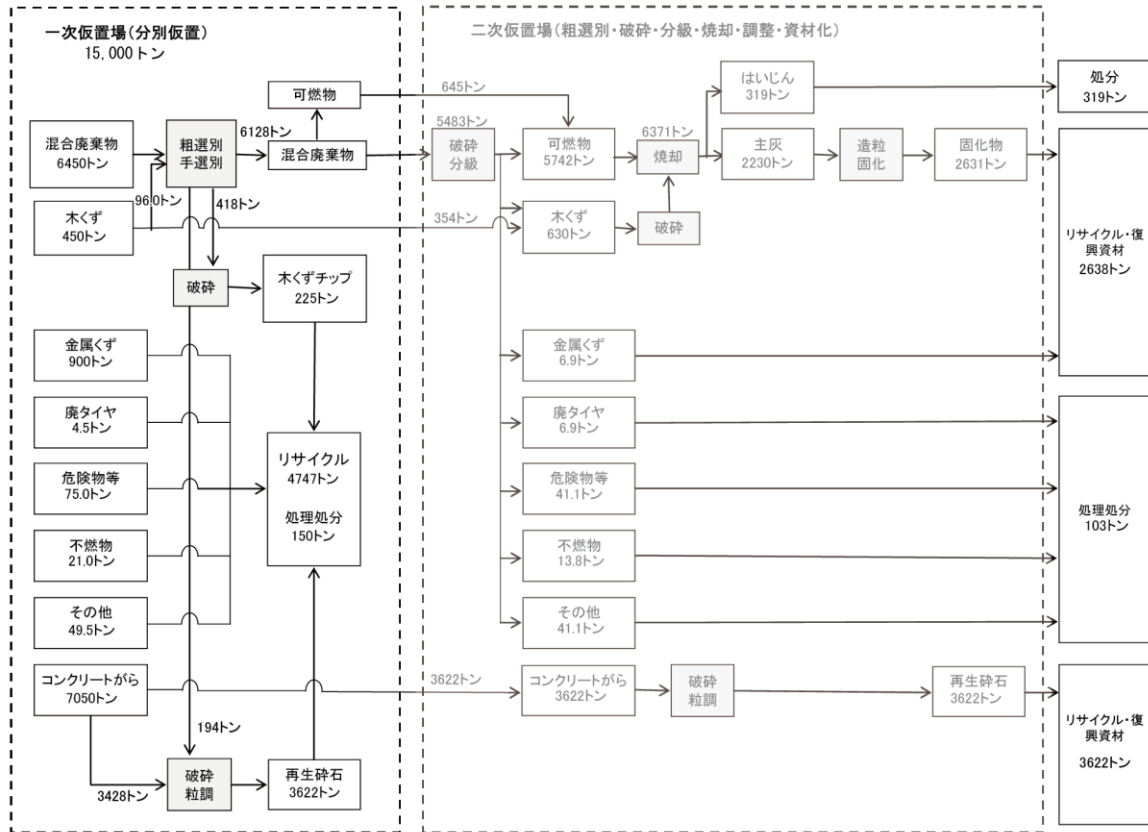 一次仮置場(分別仮置)
15,000トン
二次仮置場(粗選別・破砕・分級・焼却・調整・資材化)
可燃物
645トン
はいじん
319トン
処分
319トン
混合廃棄物
6450トン
粗選別
手選別
6128トン
混合廃棄物
5483トン
破砕
分級
可燃物
5742トン
6371トン
焼却
主灰
2230トン
造粒
固化
固化物
2631トン
96.0トン
418トン
木くず
450トン
354トン
木くず
630トン
破砕
リサイクル・復
興資材
2638トン
破砕
木くずチップ
225トン
金属くず
900トン
金属くず
6.9トン
廃タイヤ
4.5トン
廃タイヤ
6.9トン
危険物等
75.0トン
リサイクル
4747トン
処理処分
150トン
危険物等
41.1トン
処理処分
103トン
不燃物
21.0トン
不燃物
13.8トン
その他
49.5トン
その他
41.1トン
コンクリートがら
7050トン
3622トン
コンクリートがら
3622トン
破砕
粒調
再生砕石
3622トン
リサイクル・復
興資材
3622トン
194トン
3428トン
破砕
粒調
再生砕石
3622トン